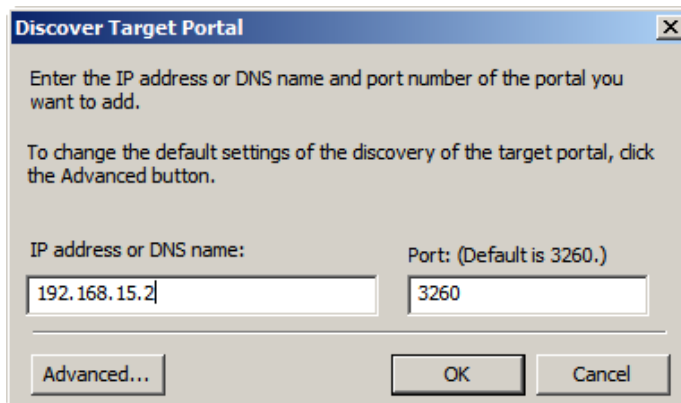 Discover Target Portal
Enter the IP address or DNS name and port number of the portal you
want to add.
To change the default settings of the discovery of the target portal, click
the Advanced button.
IP address or DNS name:
Port: (Default is 3260.)
192.168.15.2
3260
Advanced...
OK
Cancel